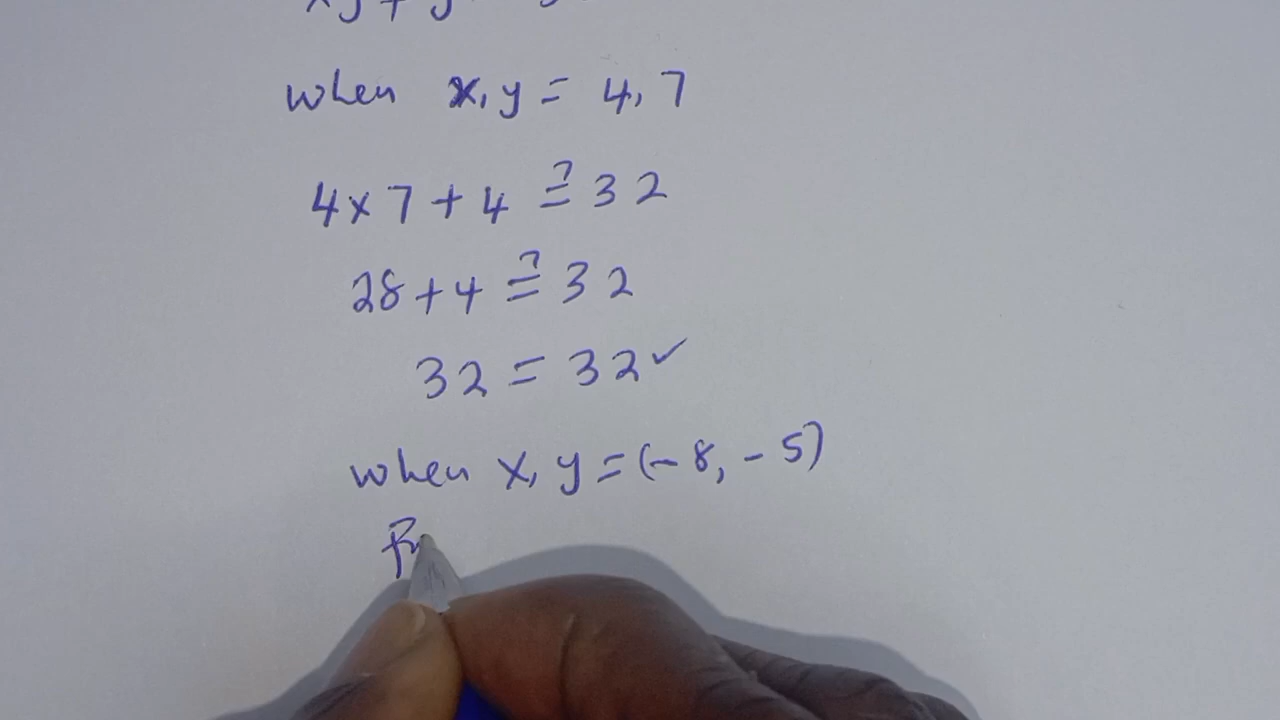 when x, y = 4, 7
4 x 7 + 4 ≟ 32
28 + 4 ≟ 32
32 = 32 ✓
when x, y = (-8, -5)